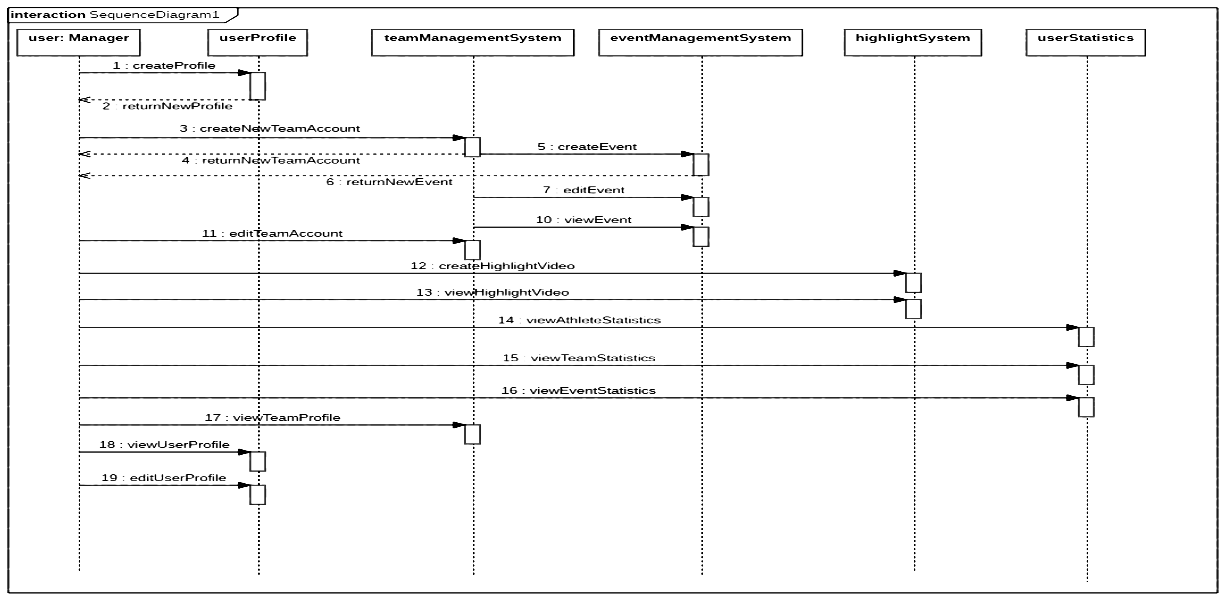 interaction SequenceDiagram1
user: Manager
userProfile
teamManagementSystem
eventManagementSystem
highlightSystem
userStatistics
1 : createProfile
2 : returnNewProfile
3 : createNewTeamAccount
4 : returnNewTeamAccount
5 : createEvent
6 : returnNewEvent
7 : editEvent
10 : viewEvent
11 : editTeamAccount
12 : createHighlightVideo
13 : viewHighlightVideo
14 : viewAthleteStatistics
15 : viewTeamStatistics
16 : viewEventStatistics
17 : viewTeamProfile
18 : viewUserProfile
19 : editUserProfile